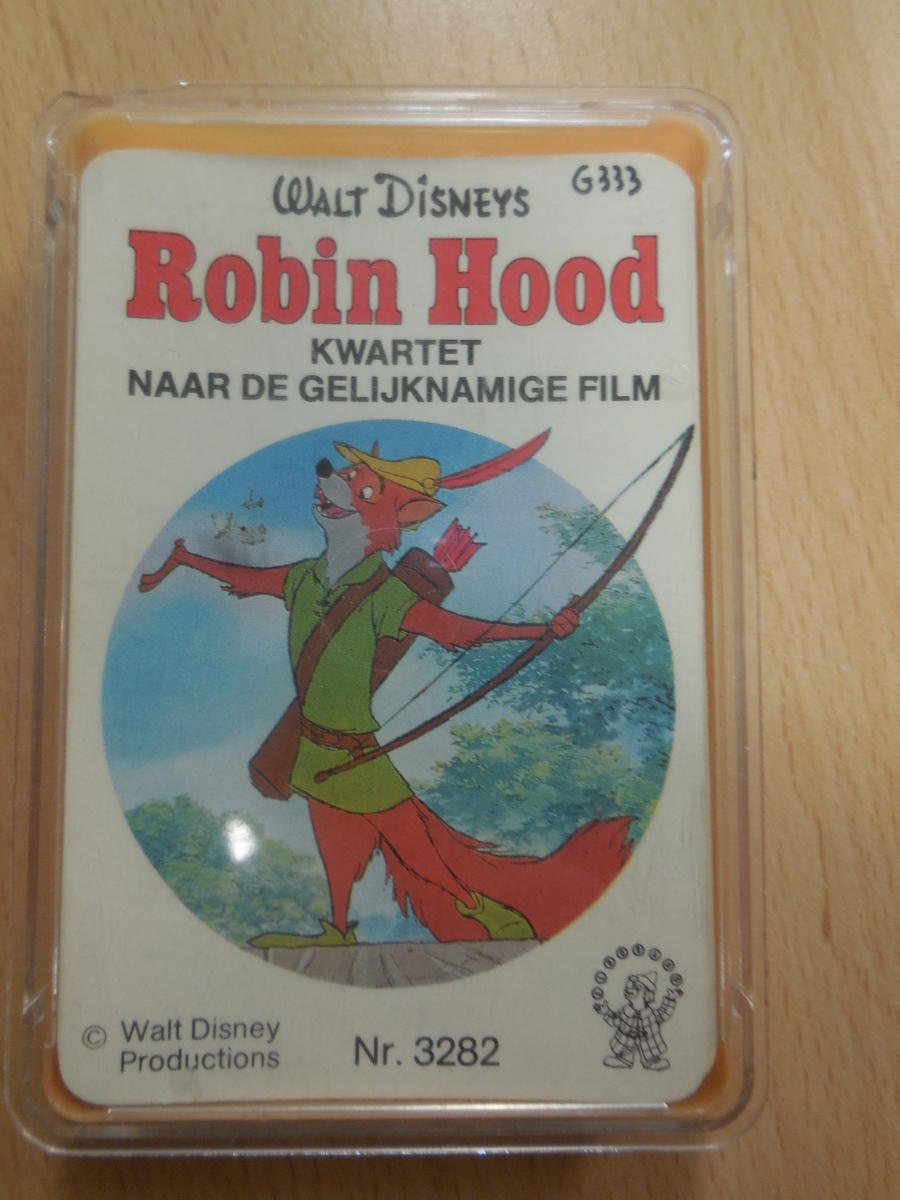 WALT DISNEYS G333
Robin Hood
KWARTET
NAAR DE GELIJKNAMIGE FILM
© Walt Disney
Productions
Nr. 3282